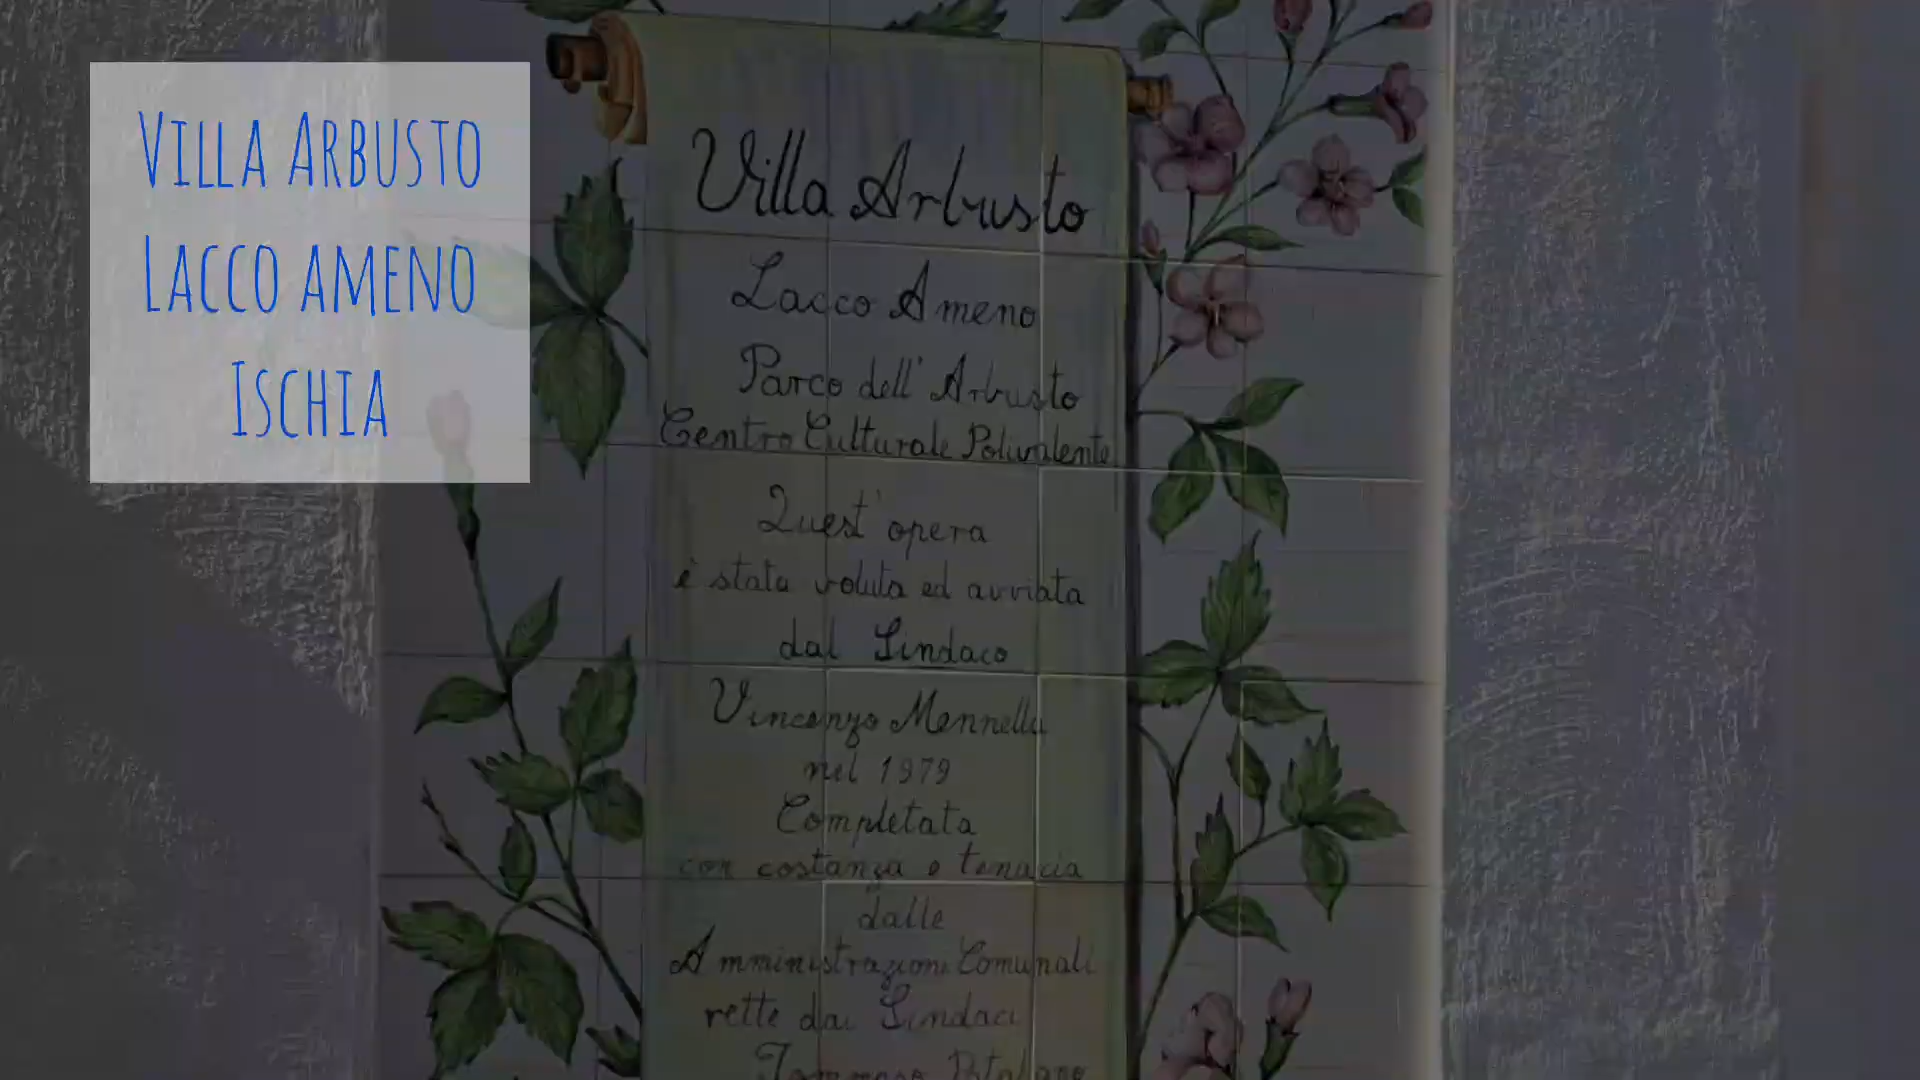 Villa Arbusto
Lacco ameno
Ischia
Villa Arbusto
Lacco Ameno
Parco dell' Arbusto
Centro Culturale Polivalente
Quest' opera
è stata voluta ed avviata
dal Sindaco
Vincenzo Mennella
nel 1979
Completata
con costanza e tenacia
dalle
Amministrazioni Comunali
rette dai Sindaci
Tommaso